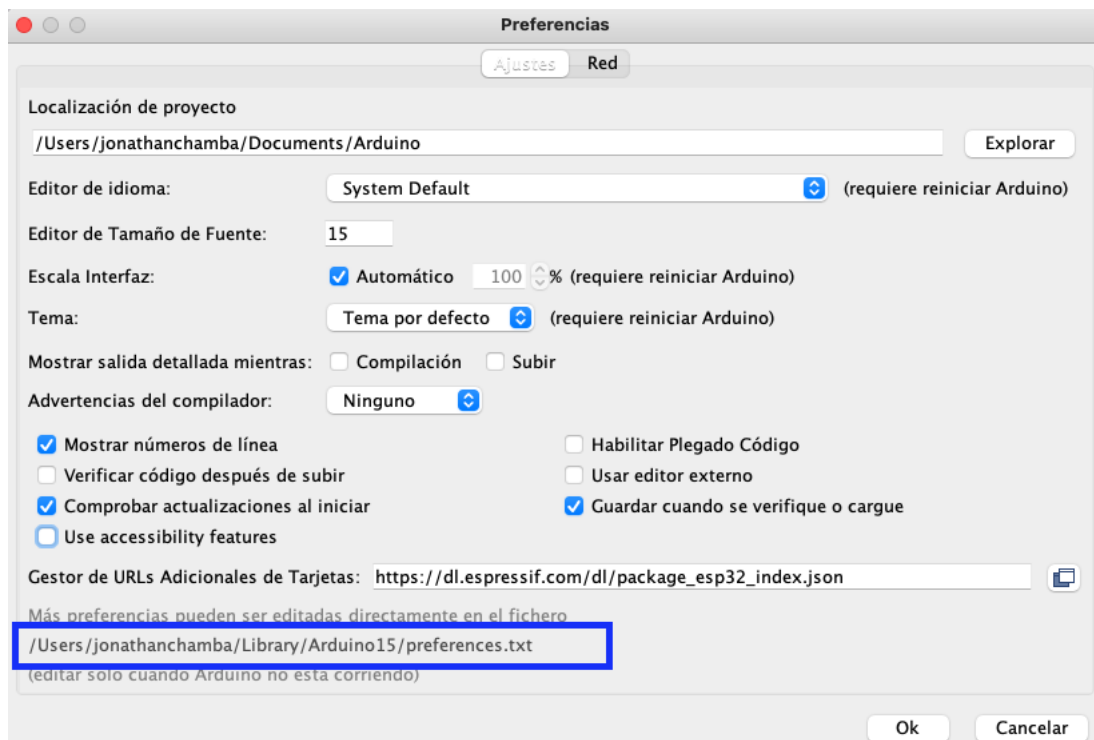 Preferencias
Ajustes Red
Localización de proyecto
/Users/jonathanchamba/Documents/Arduino Explorar
Editor de idioma: System Default (requiere reiniciar Arduino)
Editor de Tamaño de Fuente: 15
Escala Interfaz: Automático 100 % (requiere reiniciar Arduino)
Tema: Tema por defecto (requiere reiniciar Arduino)
Mostrar salida detallada mientras: Compilación Subir
Advertencias del compilador: Ninguno
Mostrar números de línea Habilitar Plegado Código
Verificar código después de subir Usar editor externo
Comprobar actualizaciones al iniciar Guardar cuando se verifique o cargue
Use accessibility features
Gestor de URLs Adicionales de Tarjetas: https://dl.espressif.com/dl/package_esp32_index.json
Más preferencias pueden ser editadas directamente en el fichero
/Users/jonathanchamba/Library/Arduino15/preferences.txt
(editar sólo cuando Arduino no está corriendo)
Ok Cancelar